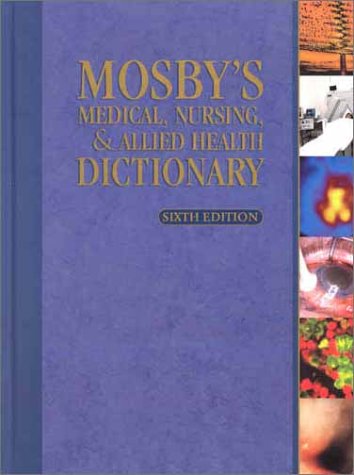 MOSBY'S
MEDICAL, NURSING,
& ALLIED HEALTH
DICTIONARY
SIXTH EDITION